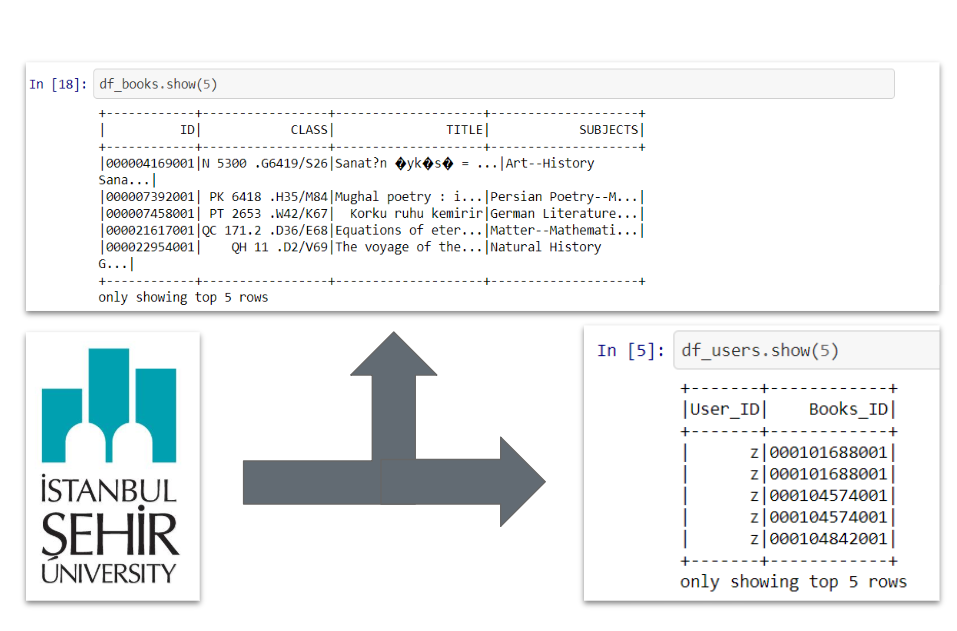 In [18]: df_books.show(5)
+------------+----------------+-------------------+-------------------+
|          ID|           CLASS|              TITLE|           SUBJECTS|
+------------+----------------+-------------------+-------------------+
|000004169001|N 5300 .G6419/S26|Sanat?n �yk�s� = ...|Art--History
Sana...|
|000007392001| PK 6418 .H35/M84|Mughal poetry : i...|Persian Poetry--M...|
|000007458001| PT 2653 .W42/K67|  Korku ruhu kemirir|German Literature...|
|000021617001|QC 171.2 .D36/E68|Equations of eter...|Matter--Mathemati...|
|000022954001|    QH 11 .D2/V69|The voyage of the...|Natural History
G...|
+------------+----------------+-------------------+-------------------+
only showing top 5 rows
İSTANBUL
ŞEHİR
ÜNIVERSITY
In [5]: df_users.show(5)
+-------+------------+
|User_ID|    Books_ID|
+-------+------------+
|      z|000101688001|
|      z|000101688001|
|      z|000104574001|
|      z|000104574001|
|      z|000104842001|
+-------+------------+
only showing top 5 rows